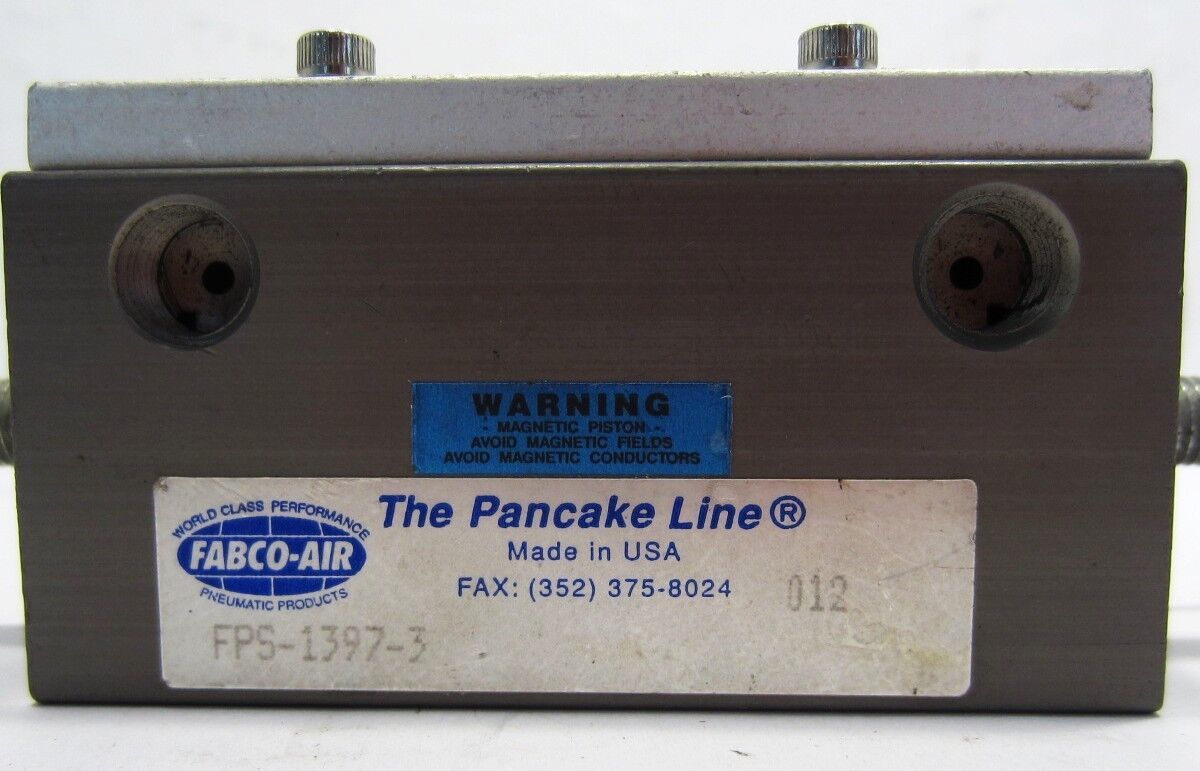 WARNING
- MAGNETIC PISTON -
AVOID MAGNETIC FIELDS
AVOID MAGNETIC CONDUCTORS
The Pancake Line®
Made in USA
FAX: (352) 375-8024
WORLD CLASS PERFORMANCE
FABCO-AIR
PNEUMATIC PRODUCTS
012
FPS-1397-3